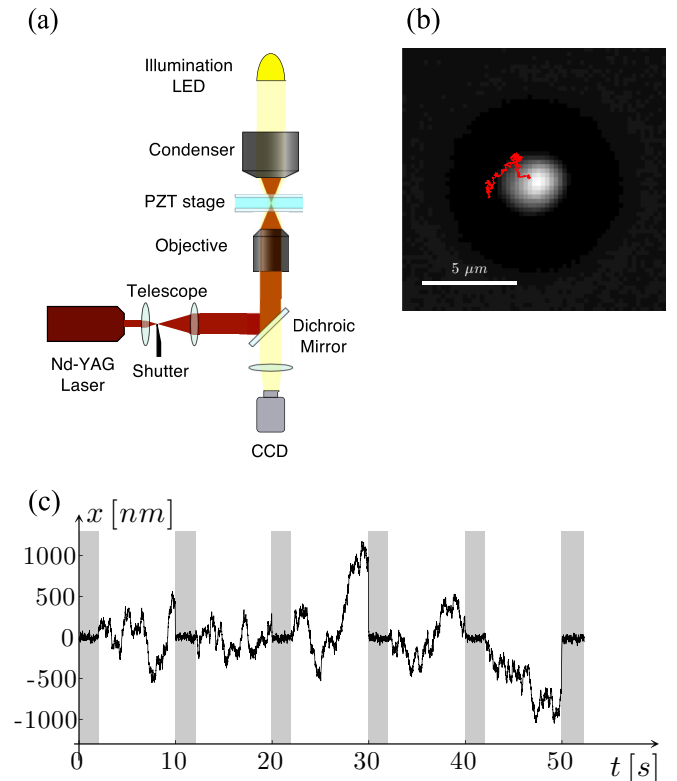 (a)
(b)
Illumination
LED
Condenser
PZT stage
Objective
Telescope
Dichroic
Mirror
Nd-YAG
Laser
Shutter
CCD
5 μm
(c)
x [nm]
1000
500
0
-500
-1000
0
10
20
30
40
50
t [s]